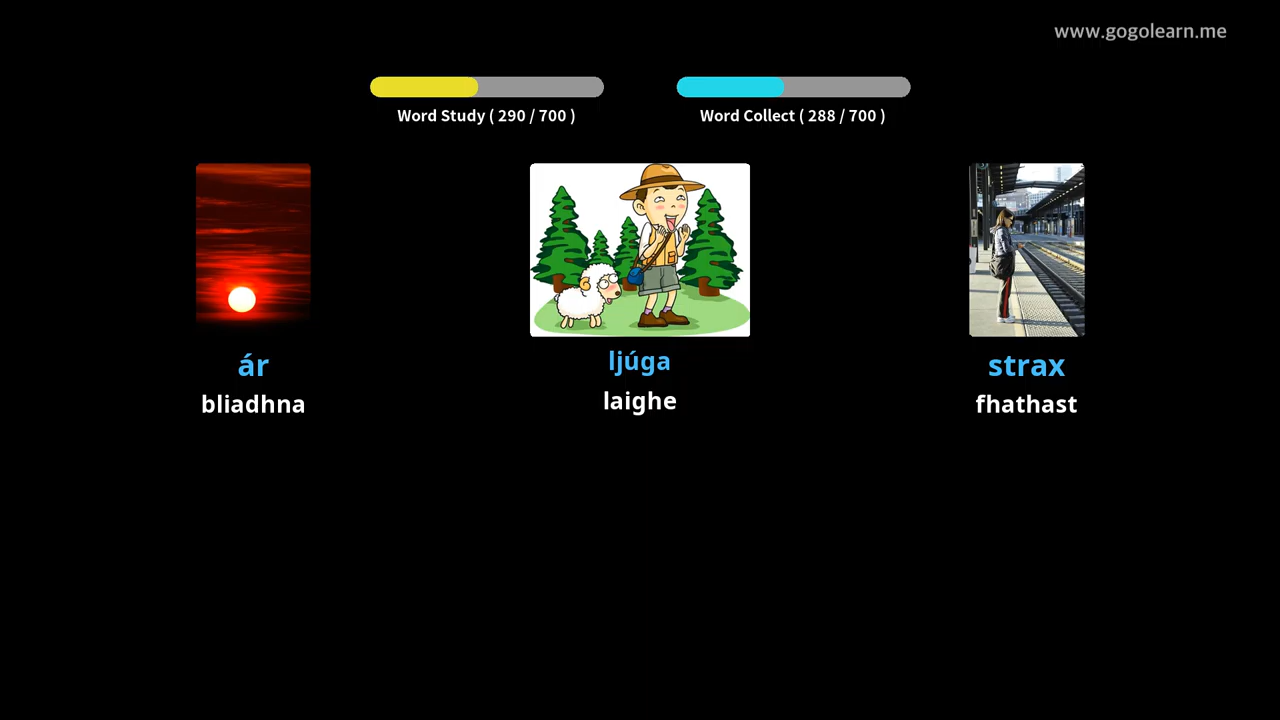 www.gogolearn.me
Word Study ( 290 / 700 )
Word Collect ( 288 / 700 )
ár
ljúga
strax
bliadhna
laighe
fhathast